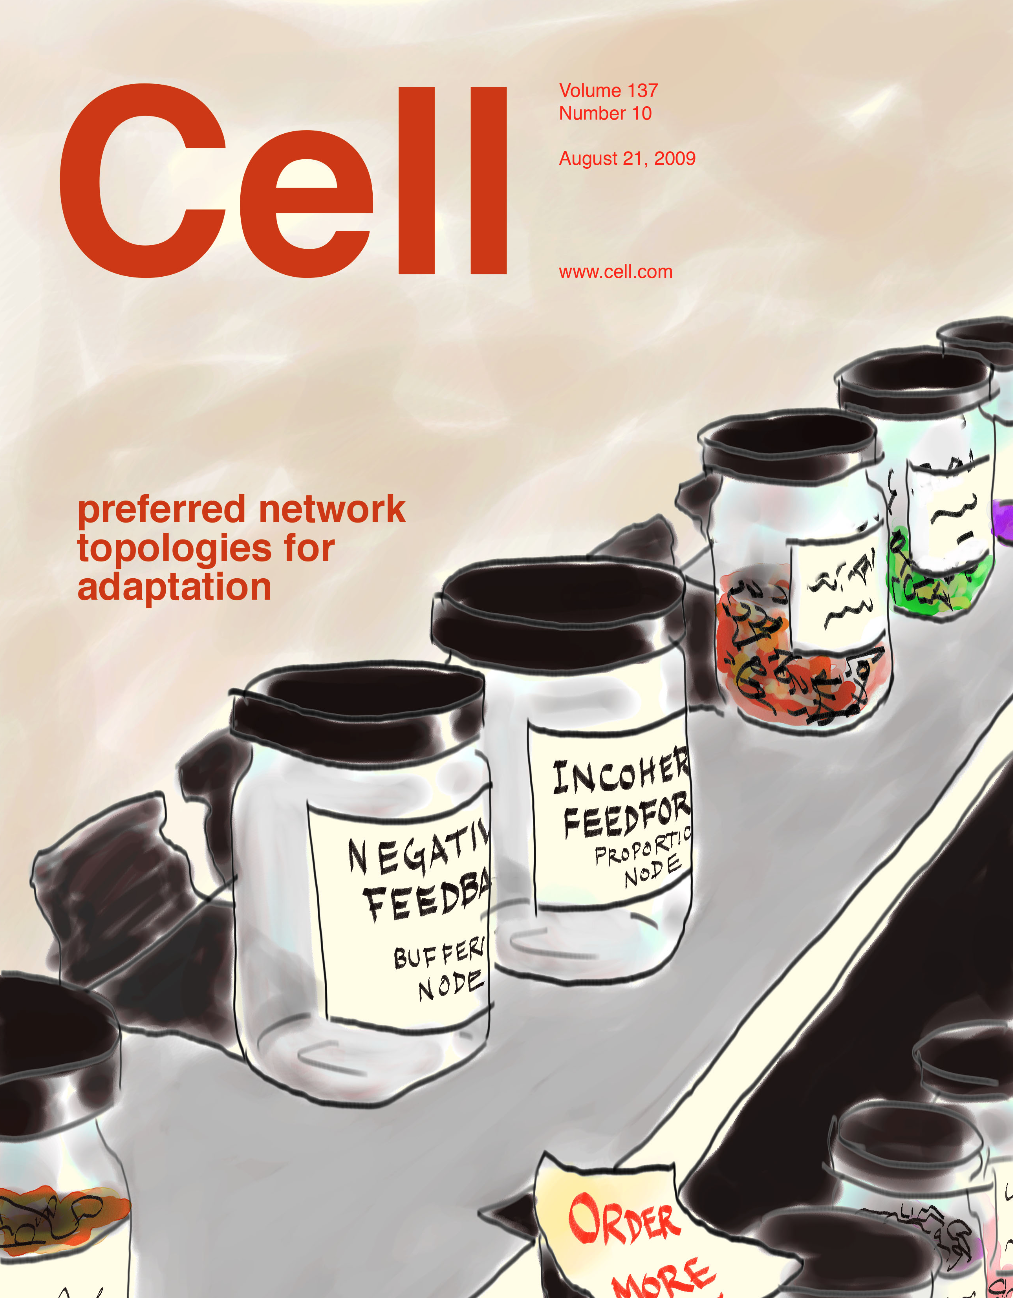 Cell
Volume 137
Number 10
August 21, 2009
www.cell.com
preferred network
topologies for
adaptation
INCOHER
FEEDFOR
PROPORTIO
NODE
NEGATIV
FEEDBA
BUFFERI
NODE
ORDER
MORE